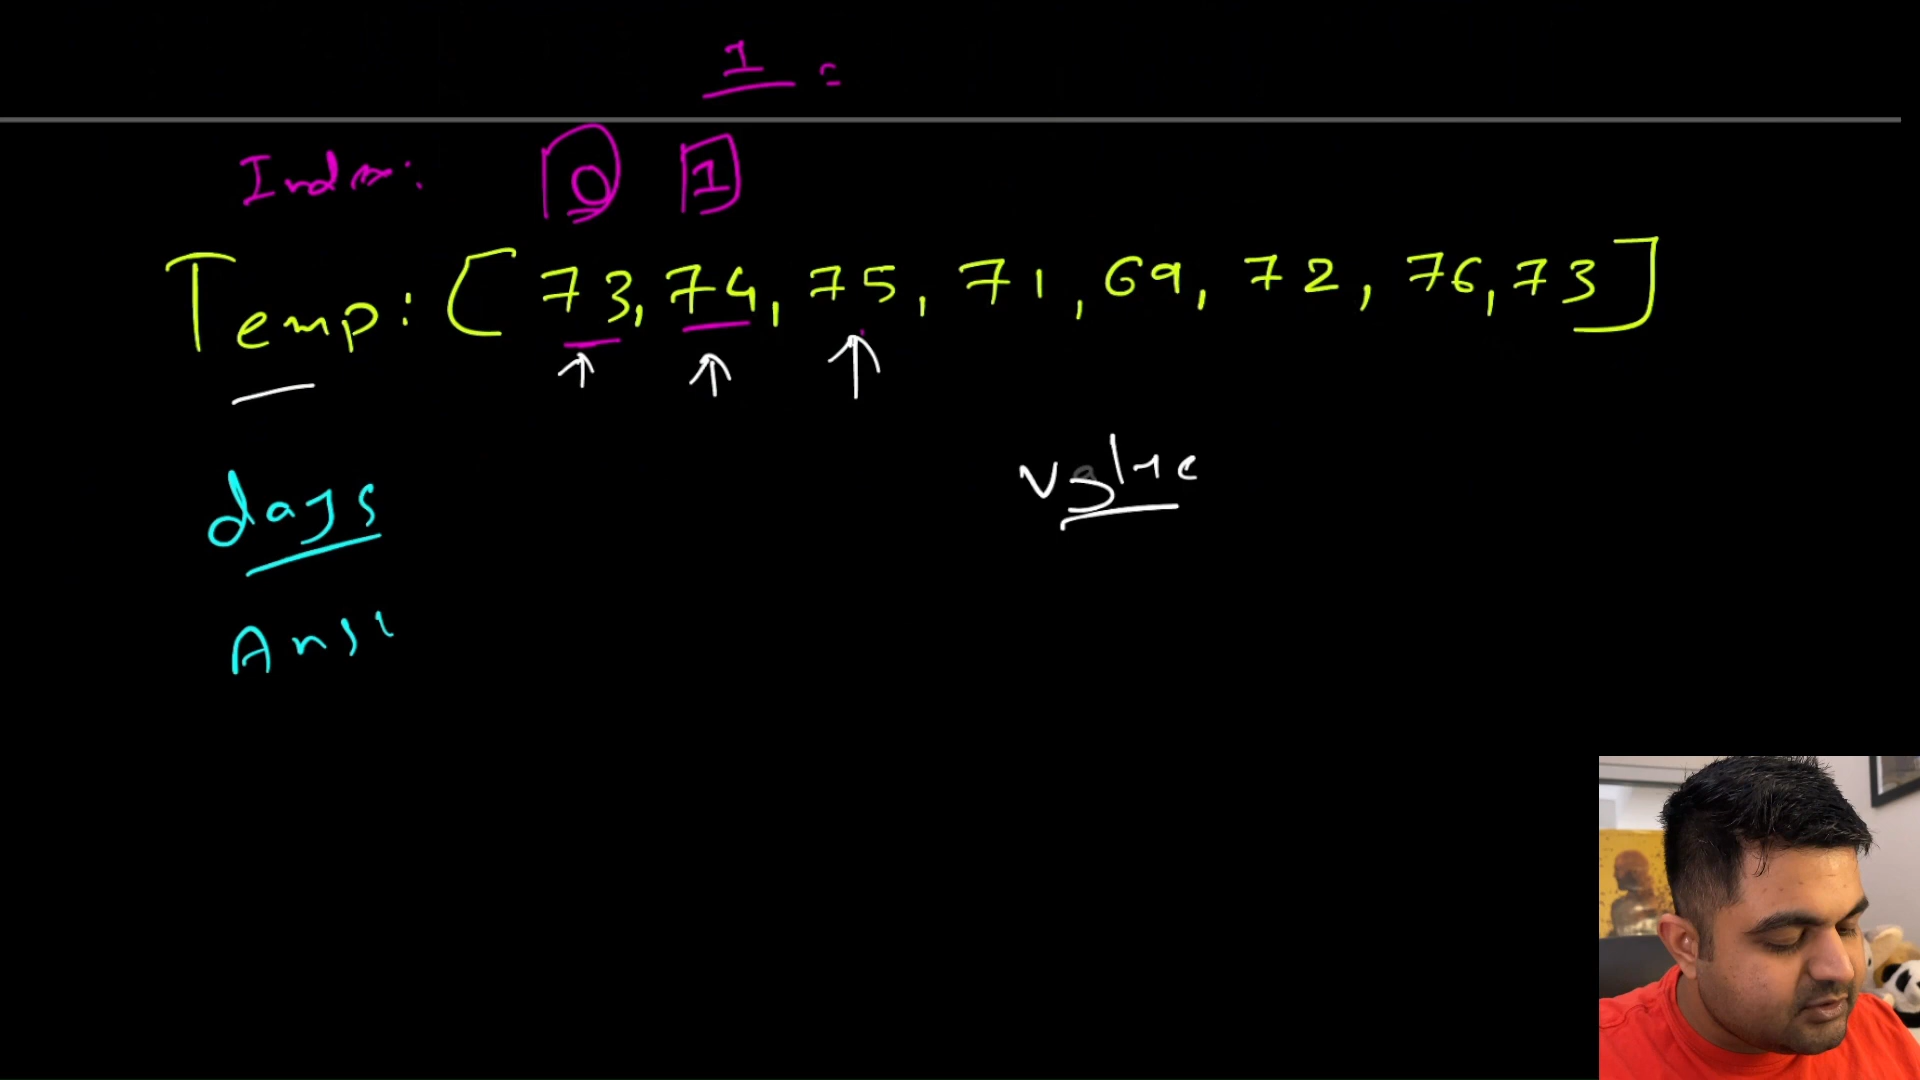 1 =
Index: 0 1
Temp: [73, 74, 75, 71, 69, 72, 76, 73]
value
days
Ans: